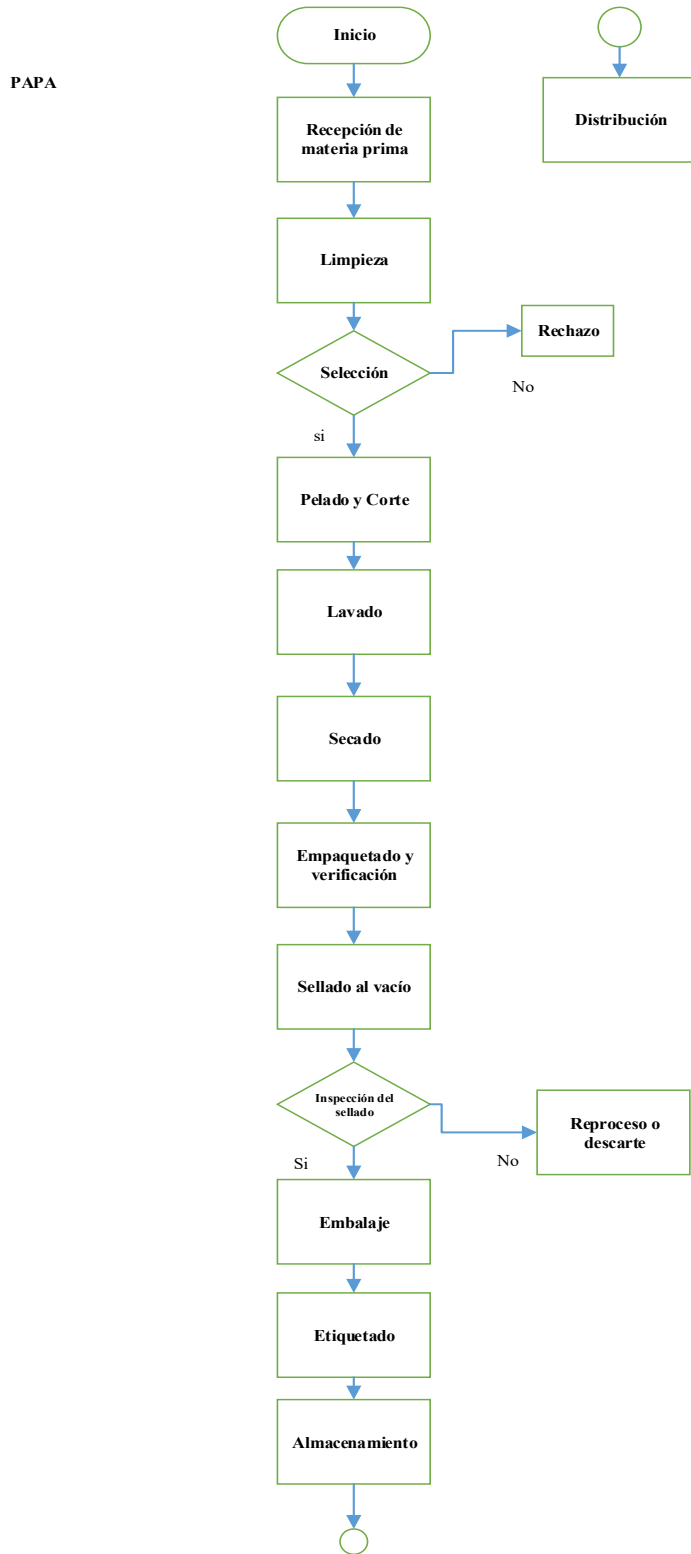 PAPA
Inicio
Recepción de
materia prima
Limpieza
Selección
Rechazo
No
si
Pelado y Corte
Lavado
Secado
Empaquetado y
verificación
Sellado al vacío
Inspección del
sellado
Reproceso o
descarte
Si
No
Embalaje
Etiquetado
Almacenamiento
Distribución